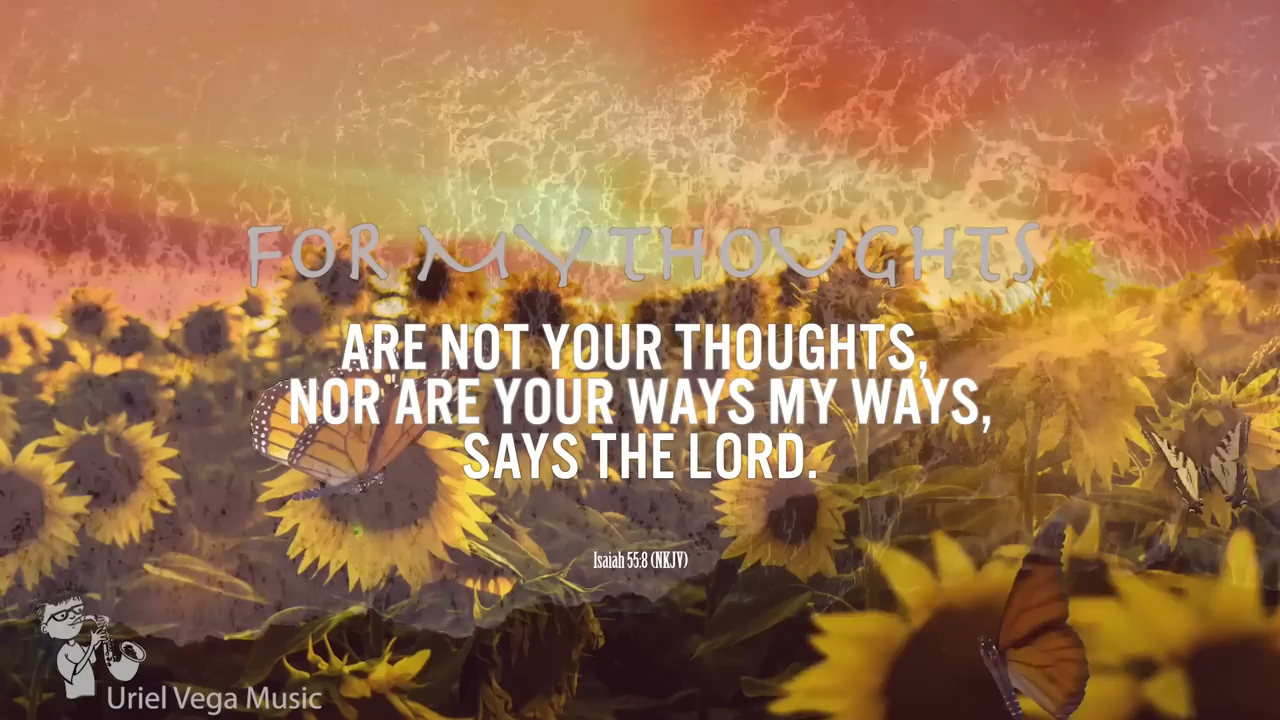 FOR MY THOUGHTS
ARE NOT YOUR THOUGHTS,
NOR ARE YOUR WAYS MY WAYS,
SAYS THE LORD.
Isaiah 55:8 (NKJV)
Uriel Vega Music